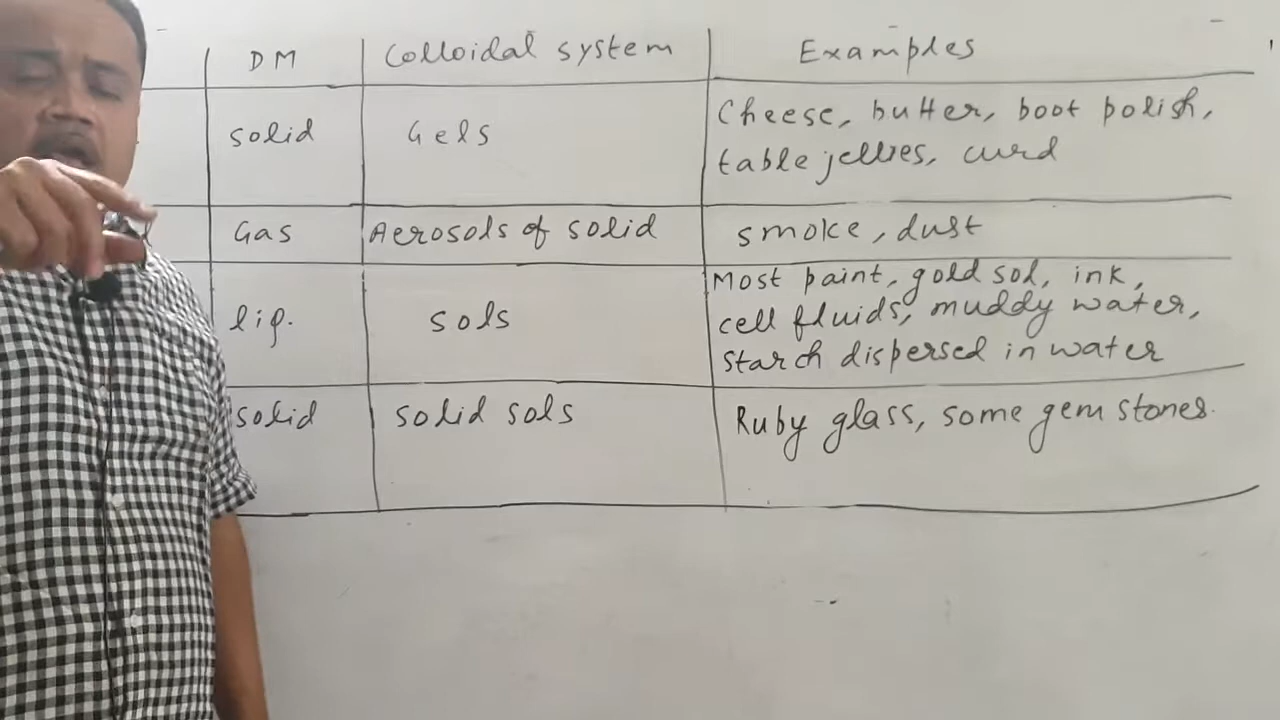 DM Colloidal system Examples
solid Gels Cheese, butter, boot polish,
table jellies, curd
Gas Aerosols of solid smoke, dust
Most paint, gold sol, ink,
liq. sols cell fluids, muddy water,
starch dispersed in water
solid solid sols Ruby glass, some gem stones.